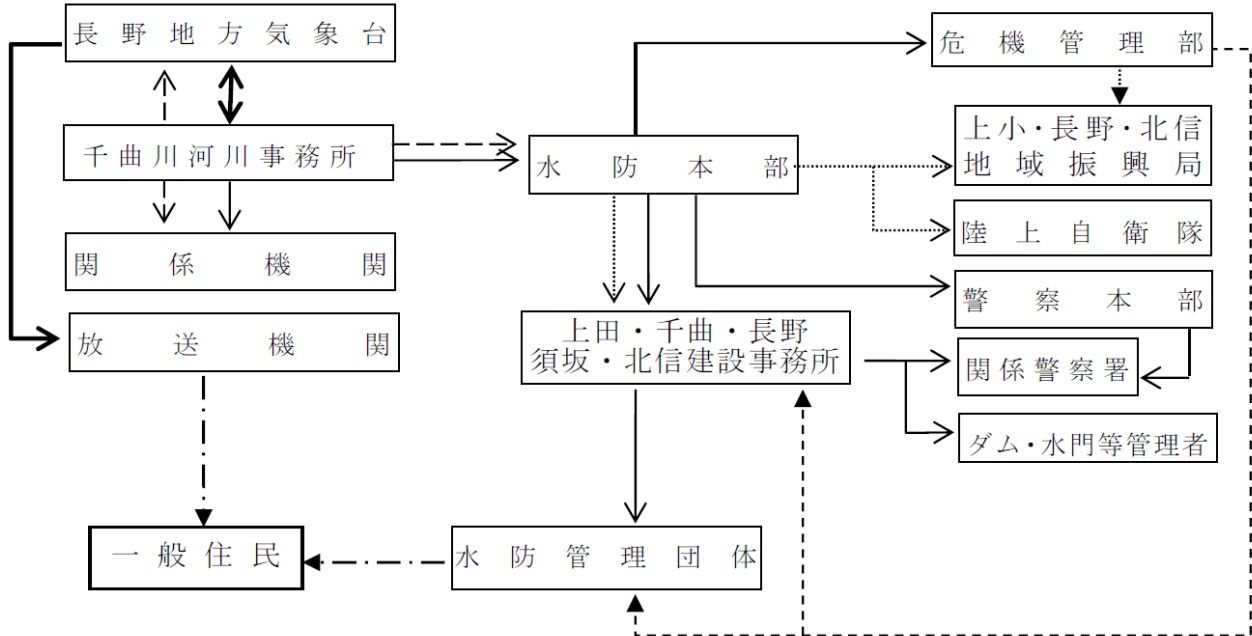 長野地方気象台
千曲川河川事務所
関係機関
放送機関
一般住民
水防本部
上田・千曲・長野
須坂・北信建設事務所
水防管理団体
危機管理部
上小・長野・北信
地域振興局
陸上自衛隊
警察本部
関係警察署
ダム・水門等管理者